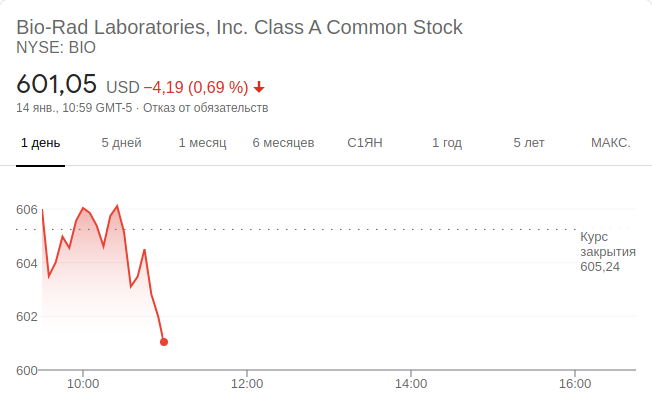 Bio-Rad Laboratories, Inc. Class A Common Stock
NYSE: BIO
601,05 USD −4,19 (0,69 %)
14 янв., 10:59 GMT-5 · Отказ от обязательств
1 день 5 дней 1 месяц 6 месяцев С1ЯН 1 год 5 лет МАКС.
606
604
602
600
Курс
закрытия
605,24
10:00 12:00 14:00 16:00